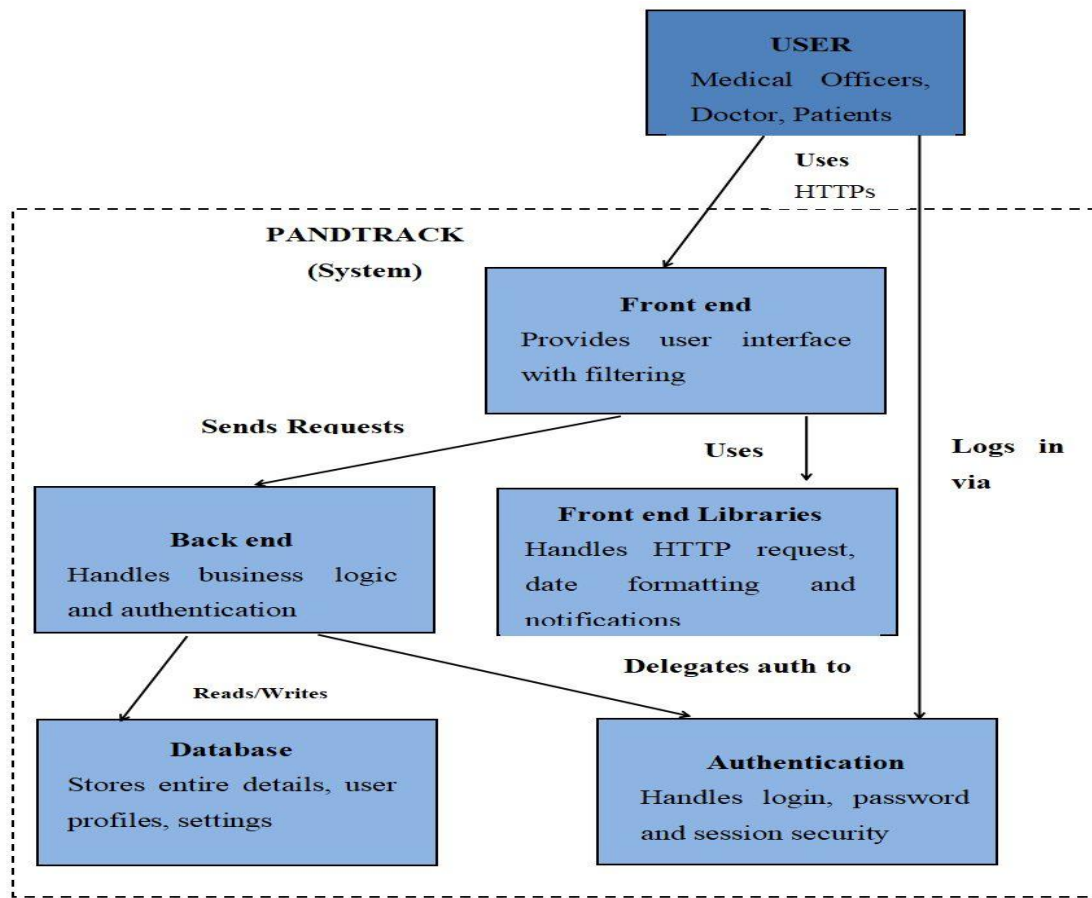 USER
Medical Officers,
Doctor, Patients
Uses
HTTPs
PANDTRACK
(System)
Front end
Provides user interface
with filtering
Sends Requests
Uses
Logs in
via
Back end
Handles business logic
and authentication
Front end Libraries
Handles HTTP request,
date formatting and
notifications
Delegates auth to
Reads/Writes
Database
Stores entire details, user
profiles, settings
Authentication
Handles login, password
and session security